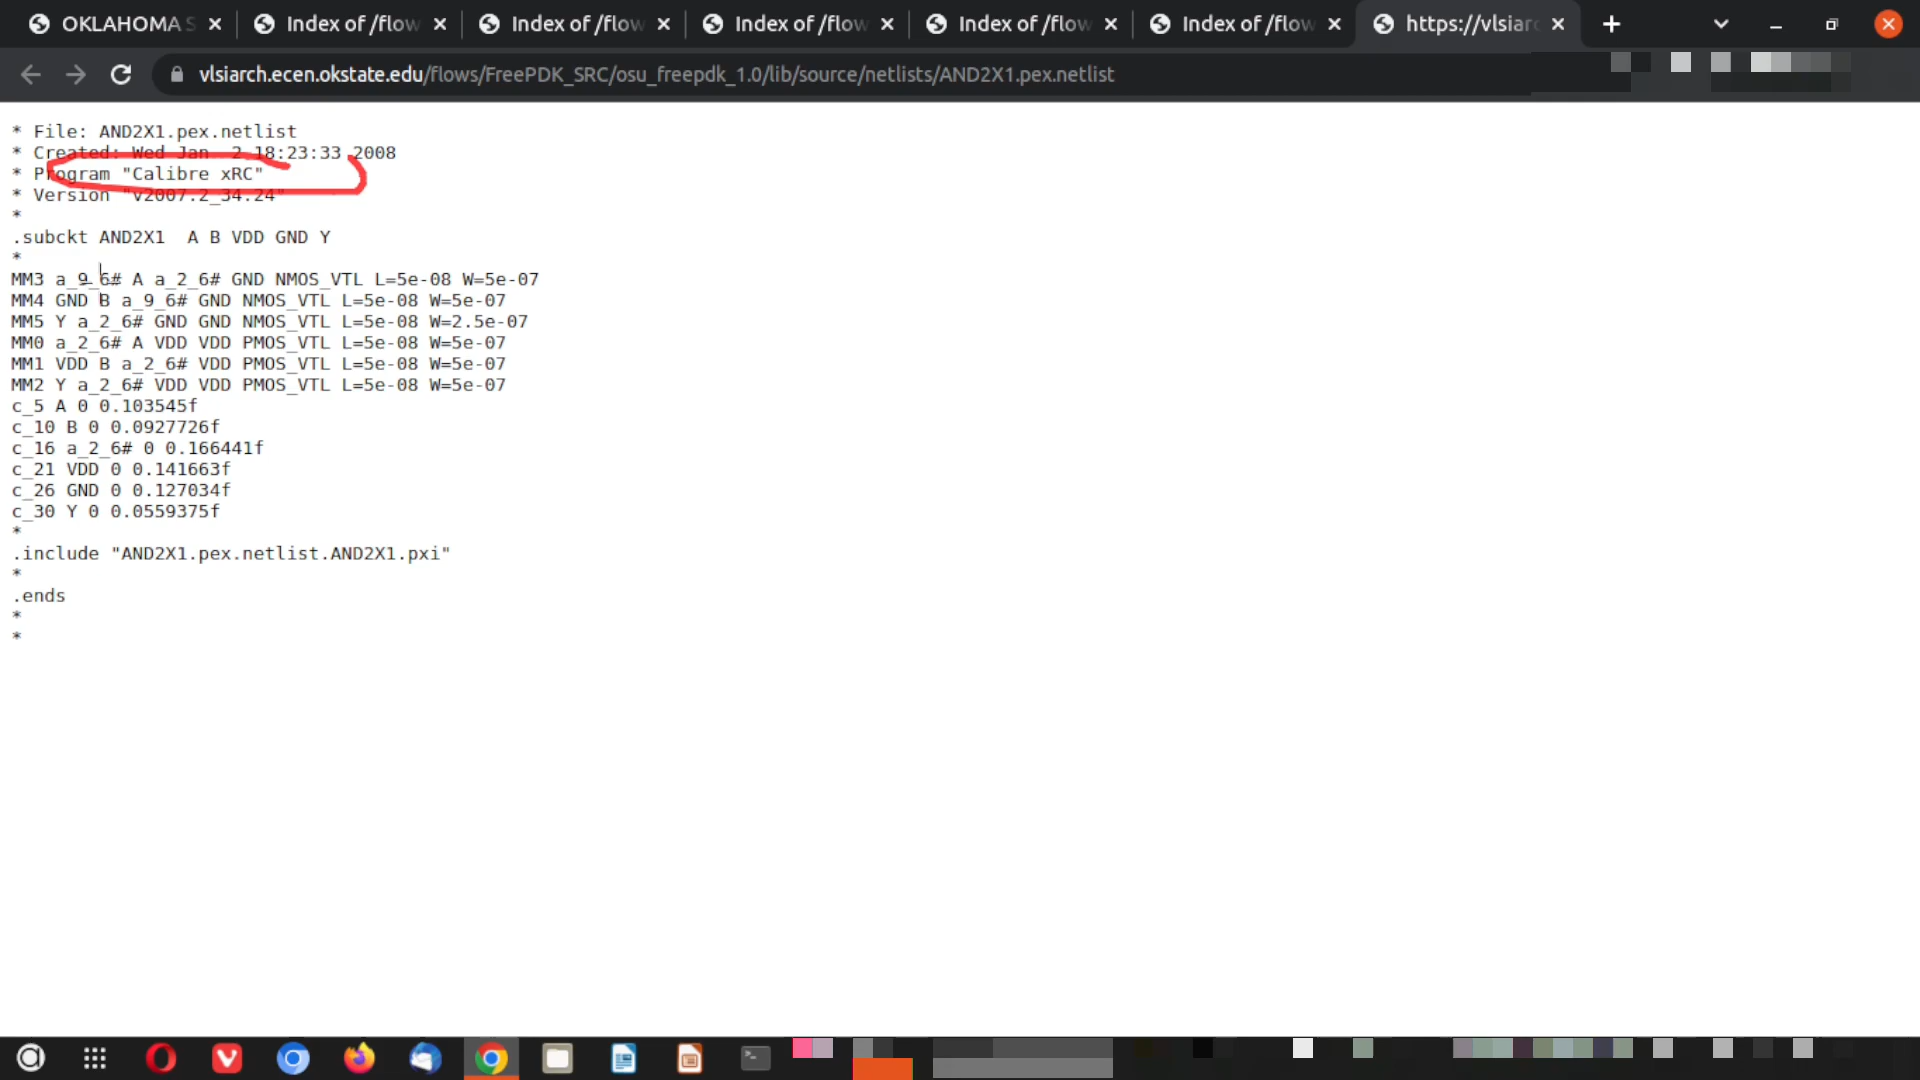 OKLAHOMA S
Index of /flow
Index of /flow
Index of /flow
Index of /flow
Index of /flow
https://vlsiarc
vlsiarch.ecen.okstate.edu/flows/FreePDK_SRC/osu_freepdk_1.0/lib/source/netlists/AND2X1.pex.netlist
* File: AND2X1.pex.netlist
* Created: Wed Jan  2 18:23:33 2008
* Program "Calibre xRC"
* Version "v2007.2_34.24"
*
.subckt AND2X1  A B VDD GND Y
*
MM3 a_9_6# A a_2_6# GND NMOS_VTL L=5e-08 W=5e-07
MM4 GND B a_9_6# GND NMOS_VTL L=5e-08 W=5e-07
MM5 Y a_2_6# GND GND NMOS_VTL L=5e-08 W=2.5e-07
MM0 a_2_6# A VDD VDD PMOS_VTL L=5e-08 W=5e-07
MM1 VDD B a_2_6# VDD PMOS_VTL L=5e-08 W=5e-07
MM2 Y a_2_6# VDD VDD PMOS_VTL L=5e-08 W=5e-07
c_5 A 0 0.103545f
c_10 B 0 0.0927726f
c_16 a_2_6# 0 0.166441f
c_21 VDD 0 0.141663f
c_26 GND 0 0.127034f
c_30 Y 0 0.0559375f
*
.include "AND2X1.pex.netlist.AND2X1.pxi"
*
.ends
*
*